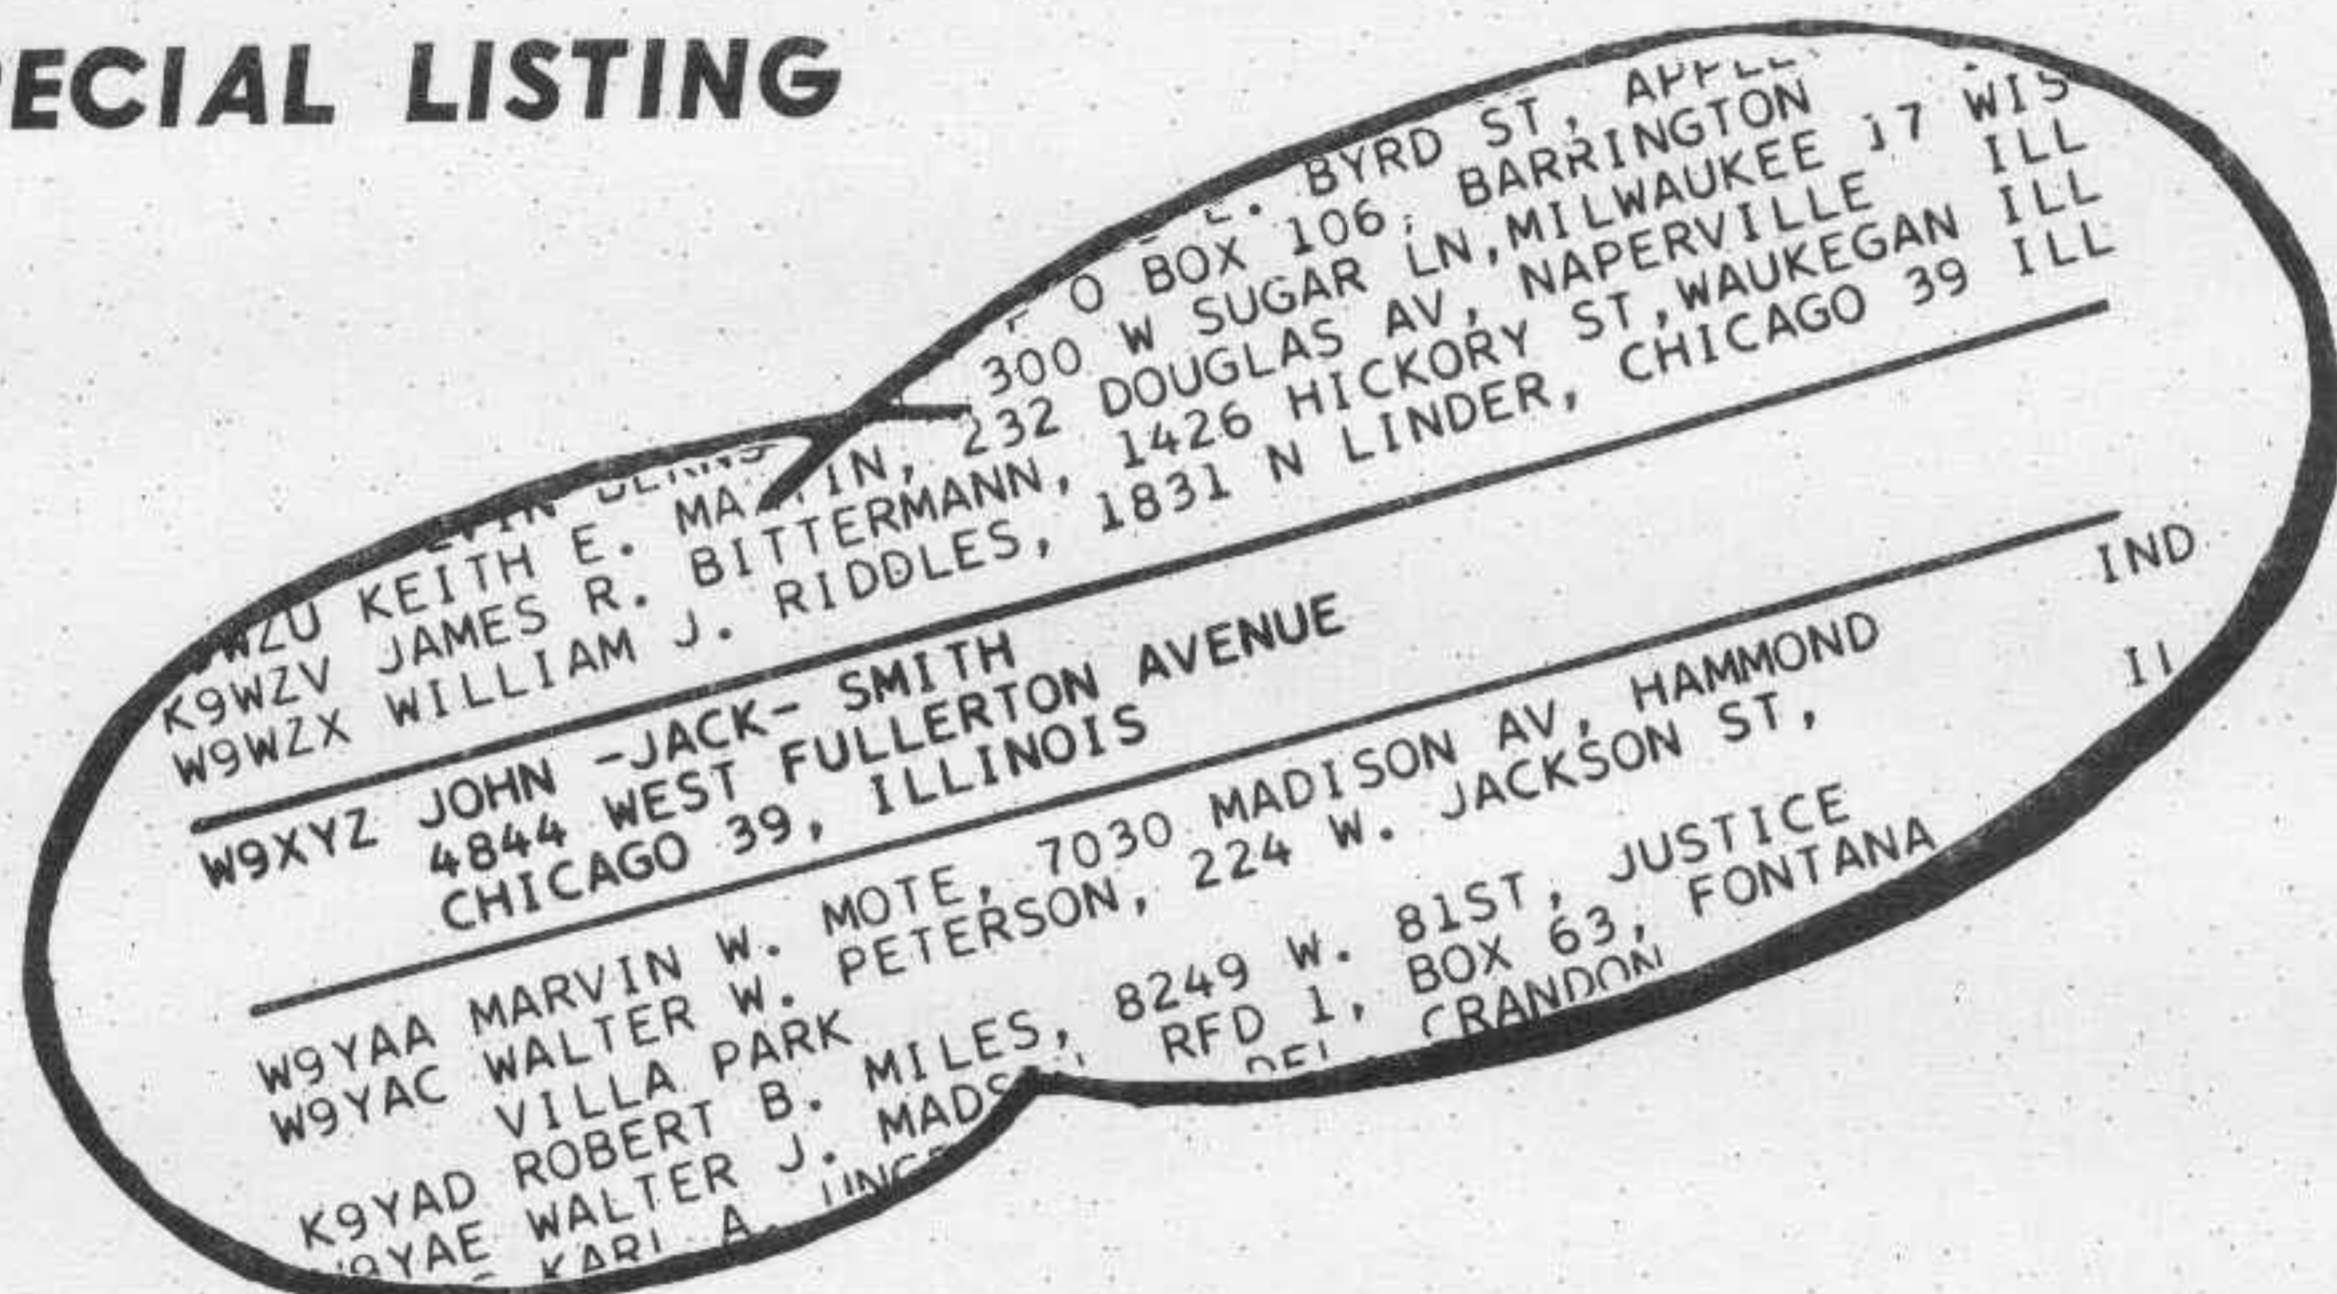 ECIAL LISTING
BYRD ST,
O BOX 106, BARRINGTON
300 W SUGAR LN,MILWAUKEE 17 WIS
WZU KEITH E. MARTIN, 232 DOUGLAS AV, NAPERVILLE ILL
K9WZV JAMES R. BITTERMANN, 1426 HICKORY ST,WAUKEGAN ILL
W9WZX WILLIAM J. RIDDLES, 1831 N LINDER, CHICAGO 39 ILL
W9XYZ JOHN -JACK- SMITH
4844 WEST FULLERTON AVENUE
CHICAGO 39, ILLINOIS
W9YAA MARVIN W. MOTE, 7030 MADISON AV, HAMMOND IND
W9YAC WALTER W. PETERSON, 224 W. JACKSON ST,
VILLA PARK
K9YAD ROBERT B. MILES, 8249 W. 81ST, JUSTICE
9YAE WALTER J. MADS RFD 1, BOX 63, FONTANA
KARL A. CRANDON